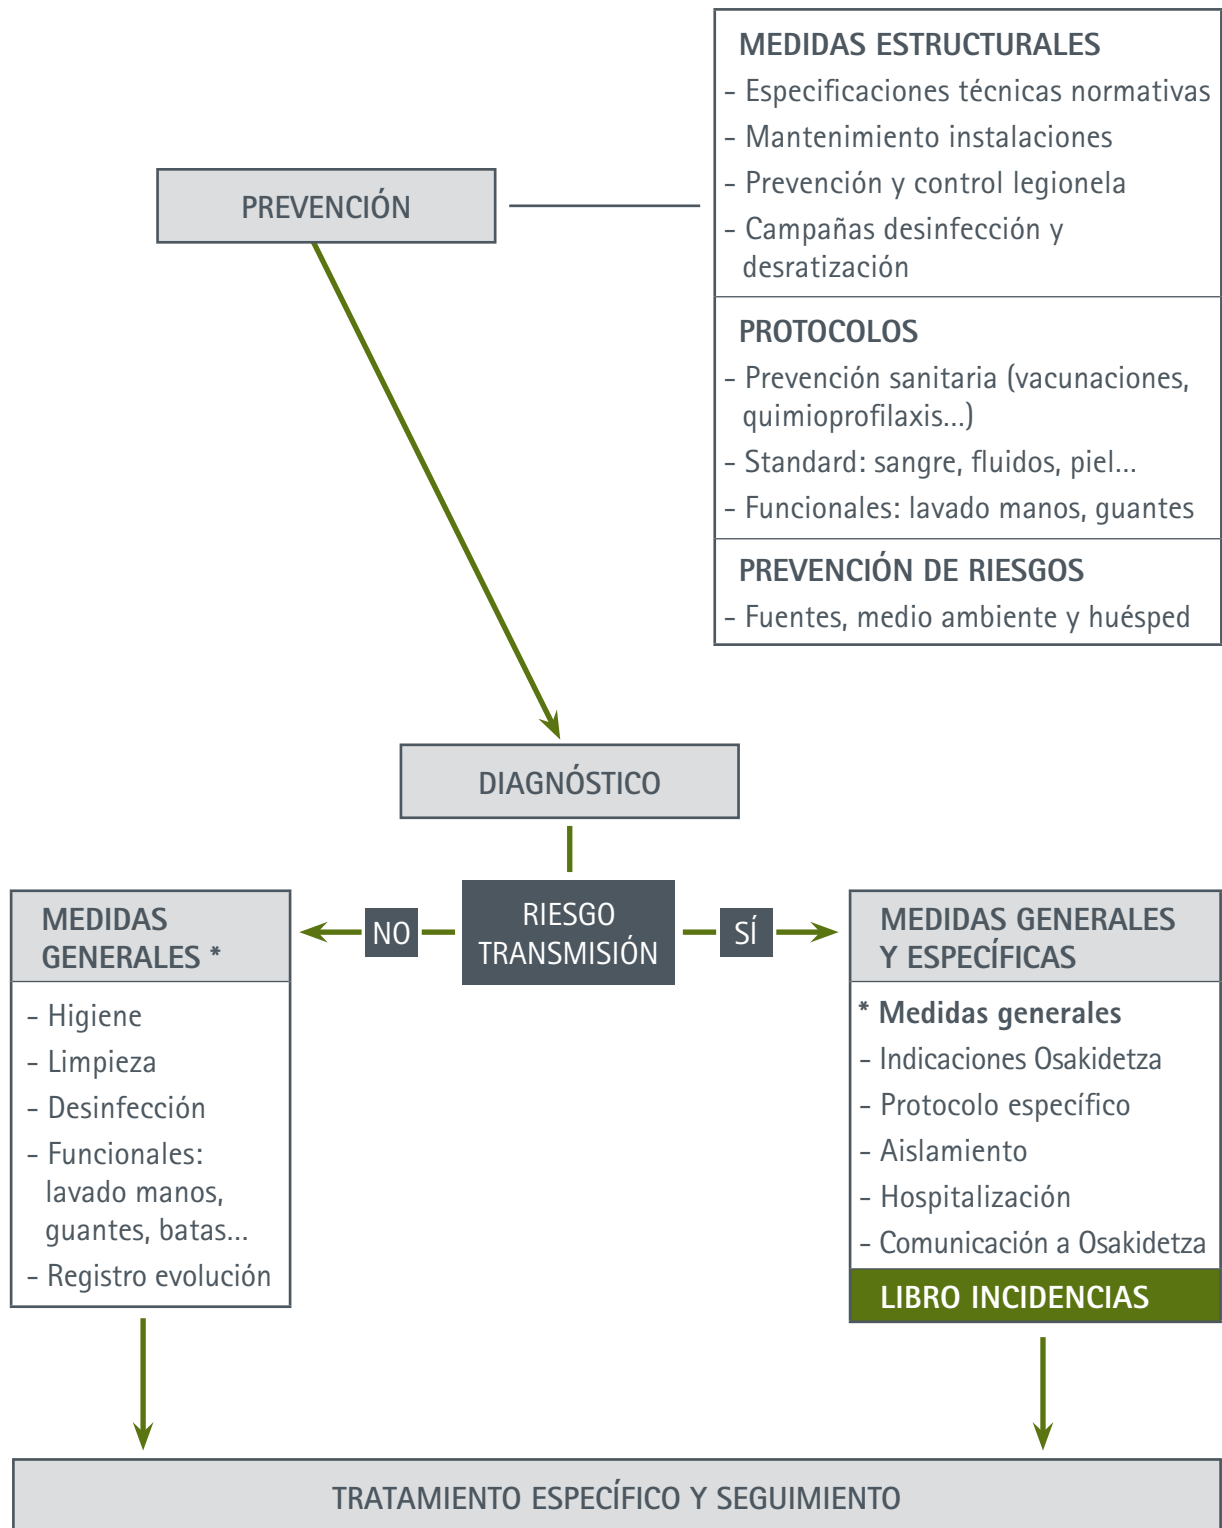 MEDIDAS ESTRUCTURALES
- Especificaciones técnicas normativas
- Mantenimiento instalaciones
- Prevención y control legionela
- Campañas desinfección y
desratización
PREVENCIÓN
PROTOCOLOS
- Prevención sanitaria (vacunaciones,
quimioprofilaxis...)
- Standard: sangre, fluidos, piel...
- Funcionales: lavado manos, guantes
PREVENCIÓN DE RIESGOS
- Fuentes, medio ambiente y huésped
DIAGNÓSTICO
RIESGO
TRANSMISIÓN
NO
SÍ
MEDIDAS
GENERALES *
- Higiene
- Limpieza
- Desinfección
- Funcionales:
lavado manos,
guantes, batas...
- Registro evolución
MEDIDAS GENERALES
Y ESPECÍFICAS
* Medidas generales
- Indicaciones Osakidetza
- Protocolo específico
- Aislamiento
- Hospitalización
- Comunicación a Osakidetza
LIBRO INCIDENCIAS
TRATAMIENTO ESPECÍFICO Y SEGUIMIENTO